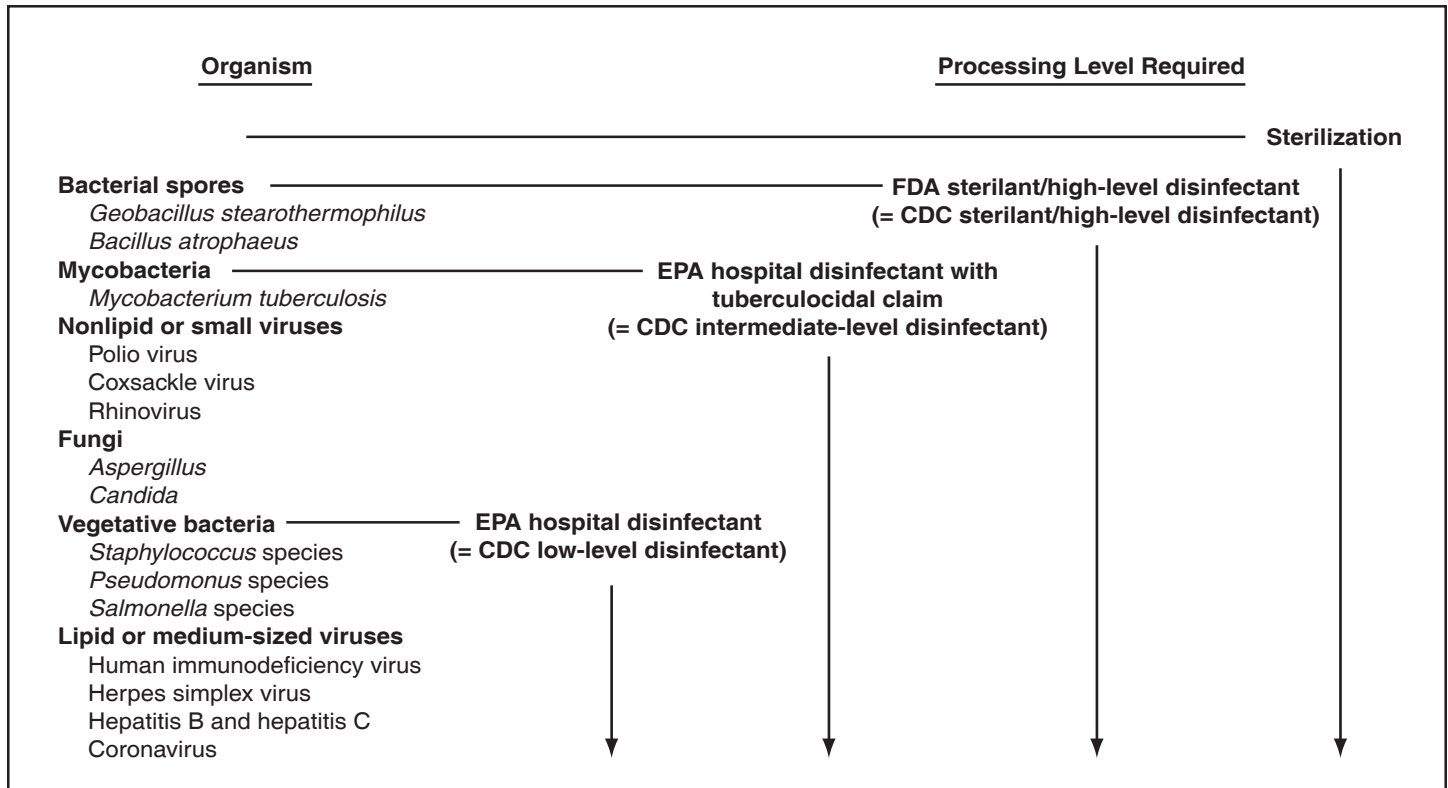 Organism Processing Level Required
Sterilization
Bacterial spores FDA sterilant/high-level disinfectant
Geobacillus stearothermophilus (= CDC sterilant/high-level disinfectant)
Bacillus atrophaeus
Mycobacteria EPA hospital disinfectant with
Mycobacterium tuberculosis tuberculocidal claim
Nonlipid or small viruses (= CDC intermediate-level disinfectant)
Polio virus
Coxsackle virus
Rhinovirus
Fungi
Aspergillus
Candida
Vegetative bacteria EPA hospital disinfectant
Staphylococcus species (= CDC low-level disinfectant)
Pseudomonus species
Salmonella species
Lipid or medium-sized viruses
Human immunodeficiency virus
Herpes simplex virus
Hepatitis B and hepatitis C
Coronavirus